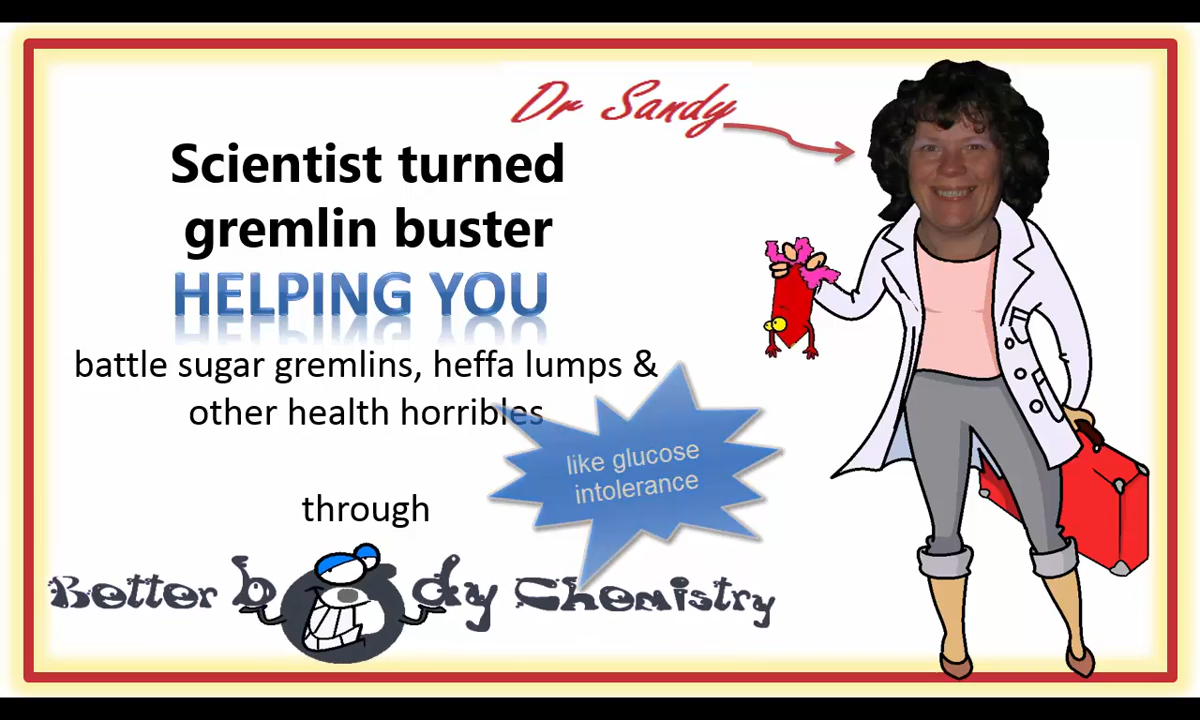 Dr Sandy
Scientist turned
gremlin buster
HELPING YOU
battle sugar gremlins, heffa lumps &
other health horribles
like glucose
intolerance
through
Better body Chemistry